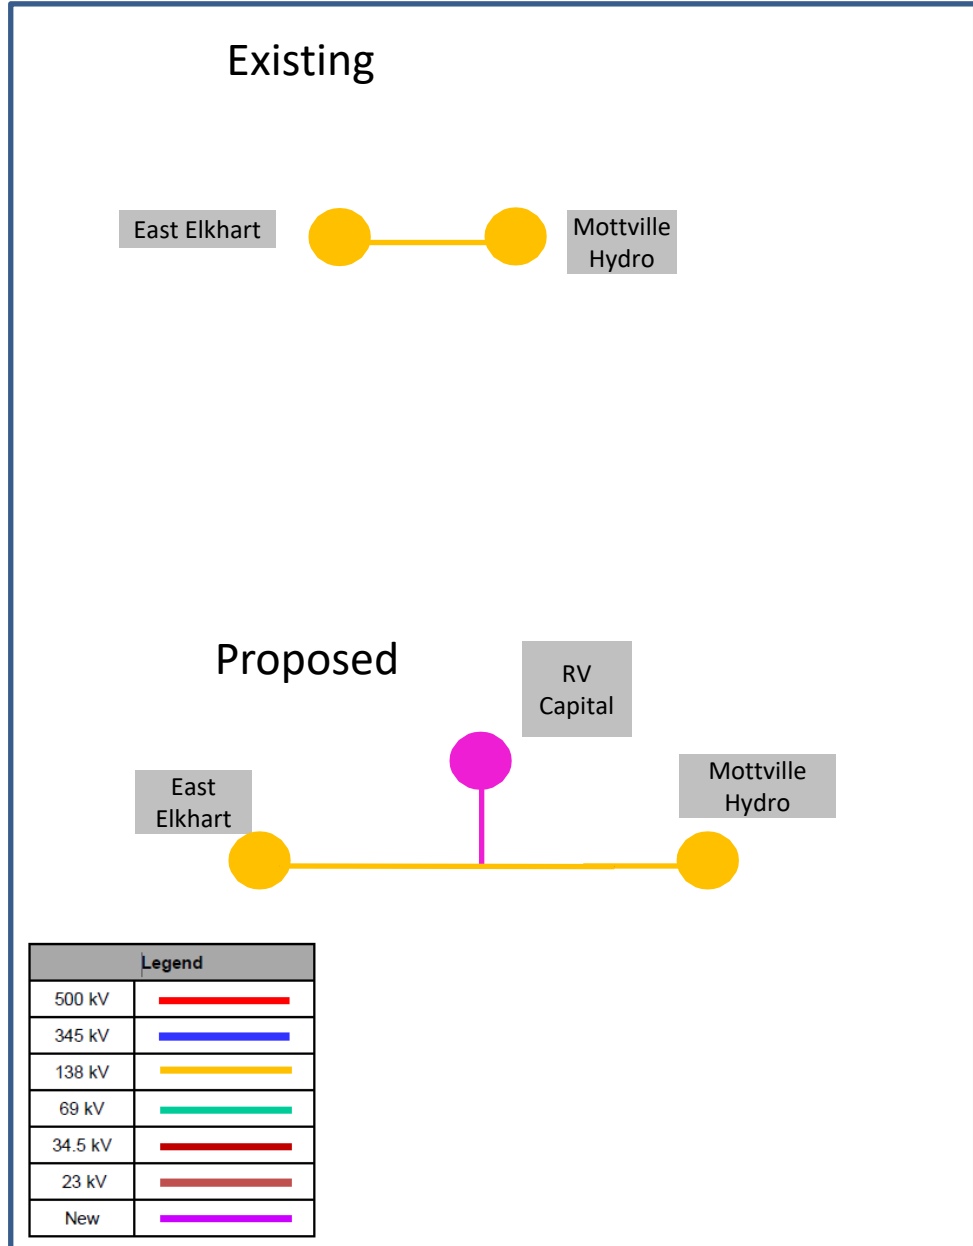 Existing
East Elkhart
Mottville
Hydro
Proposed
RV
Capital
East
Elkhart
Mottville
Hydro
Legend
500 kV
345 kV
138 kV
69 kV
34.5 kV
23 kV
New